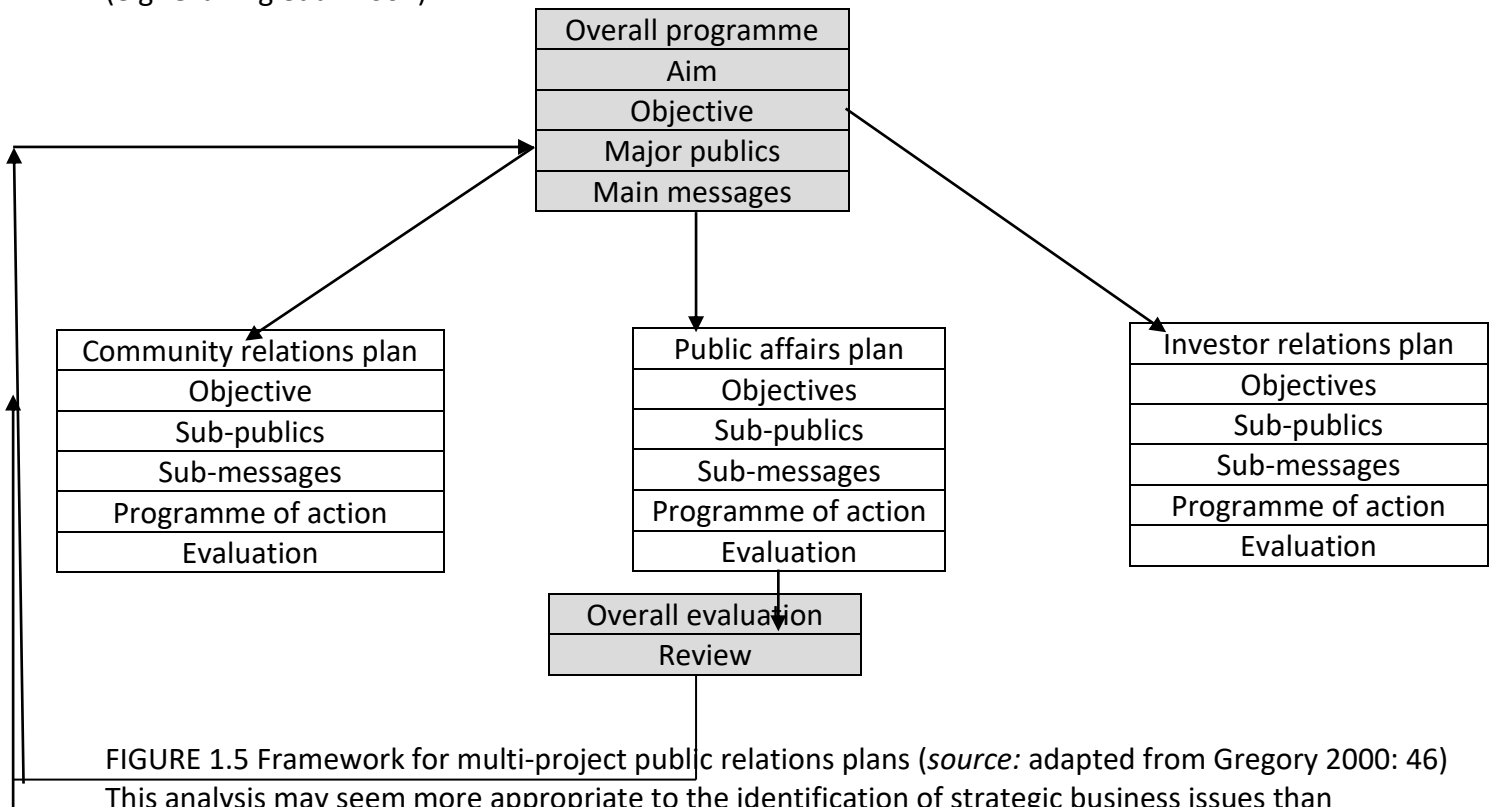 Overall programme
Aim
Objective
Major publics
Main messages
Community relations plan
Objective
Sub-publics
Sub-messages
Programme of action
Evaluation
Public affairs plan
Objectives
Sub-publics
Sub-messages
Programme of action
Evaluation
Investor relations plan
Objectives
Sub-publics
Sub-messages
Programme of action
Evaluation
Overall evaluation
Review
FIGURE 1.5 Framework for multi-project public relations plans (source: adapted from Gregory 2000: 46)
This analysis may seem more appropriate to the identification of strategic business issues than